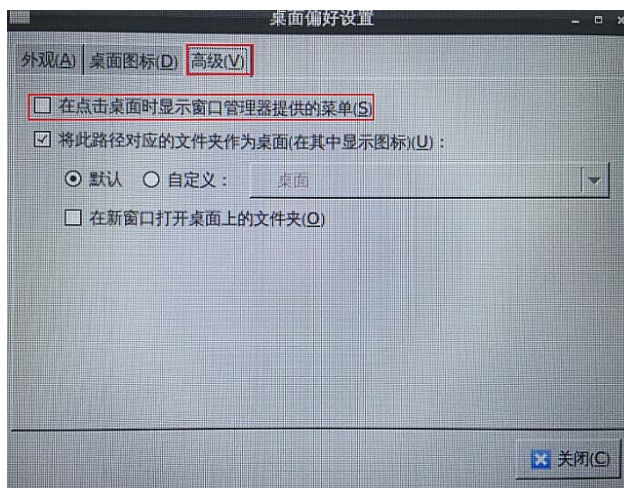 桌面偏好设置
外观(A) 桌面图标(D) 高级(V)
在点击桌面时显示窗口管理器提供的菜单(S)
将此路径对应的文件夹作为桌面(在其中显示图标)(U)：
默认 自定义： 桌面
在新窗口打开桌面上的文件夹(O)
关闭(C)